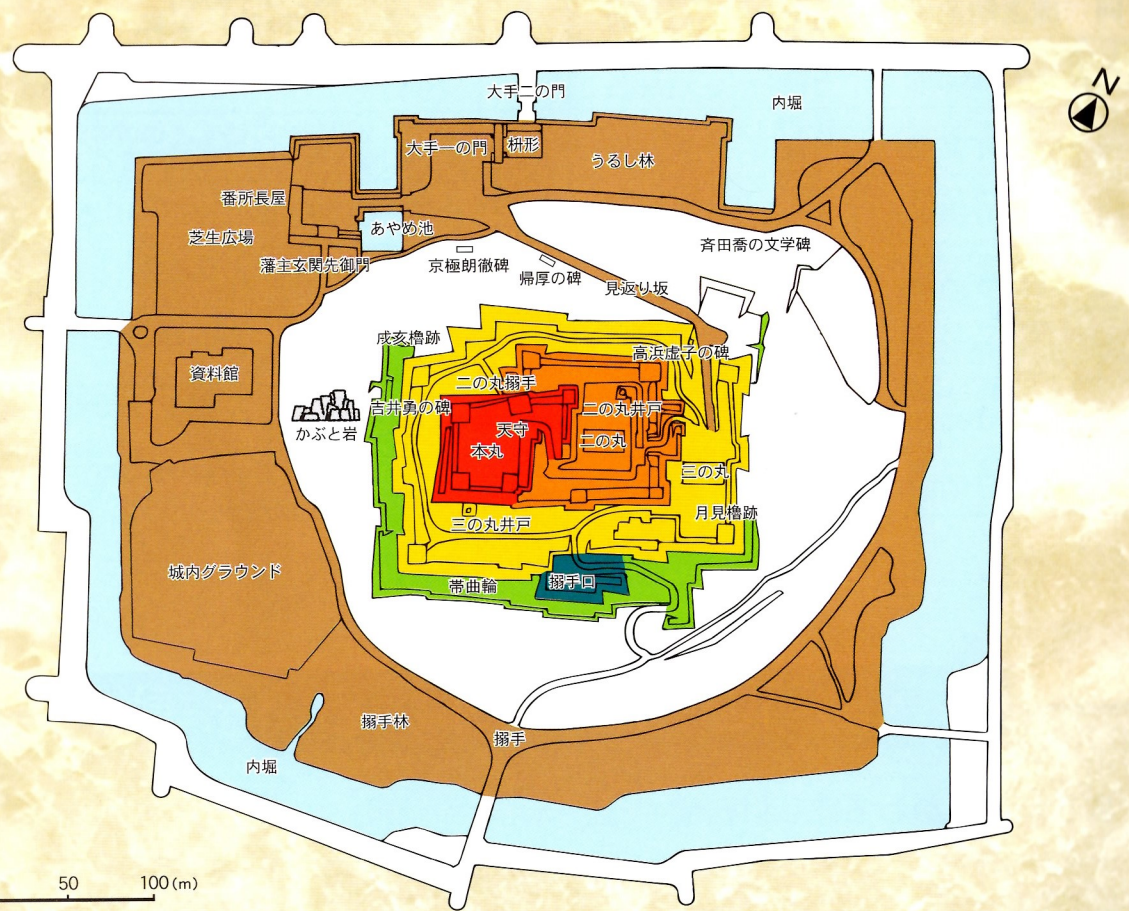 N
大手二の門
内堀
大手一の門
枡形
うるし林
番所長屋
芝生広場
あやめ池
藩主玄関先御門
京極朗徹碑
帰厚の碑
斉田喬の文学碑
見返り坂
戌亥櫓跡
高浜虚子の碑
資料館
二の丸搦手
吉井勇の碑
二の丸井戸
かぶと岩
天守
二の丸
本丸
三の丸
月見櫓跡
三の丸井戸
城内グラウンド
帯曲輪
搦手口
搦手林
搦手
内堀
50
100(m)